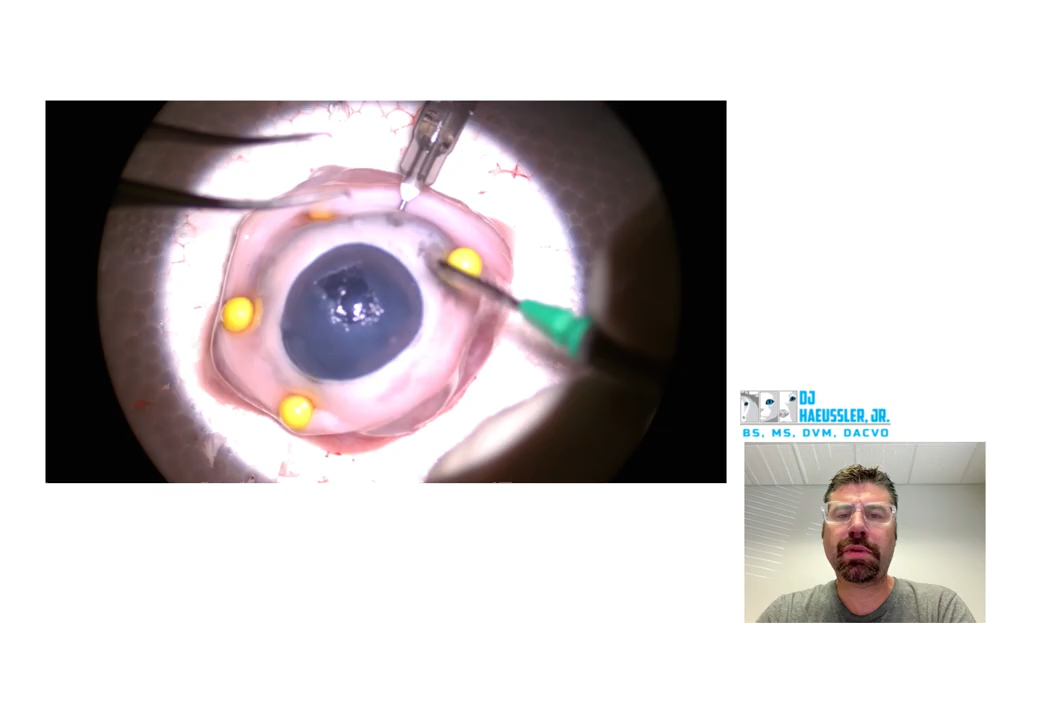 DJ
HAEUSSLER, JR.
BS, MS, DVM, DACVO